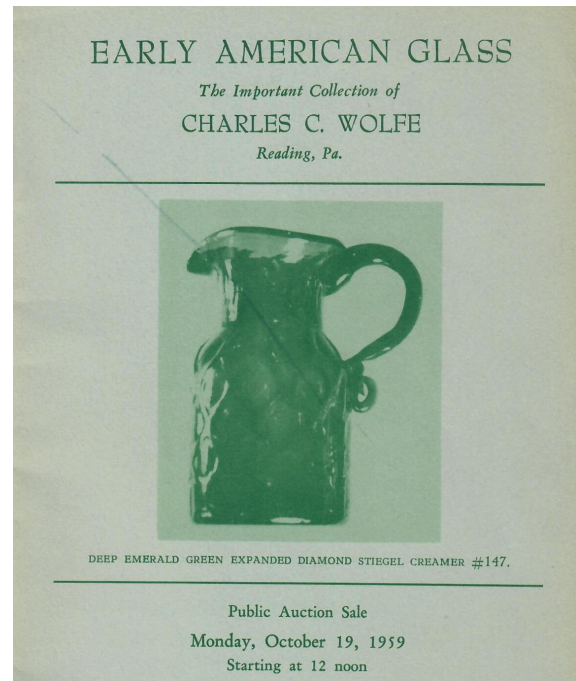 EARLY AMERICAN GLASS
The Important Collection of
CHARLES C. WOLFE
Reading, Pa.
DEEP EMERALD GREEN EXPANDED DIAMOND STIEGEL CREAMER #147.
Public Auction Sale
Monday, October 19, 1959
Starting at 12 noon